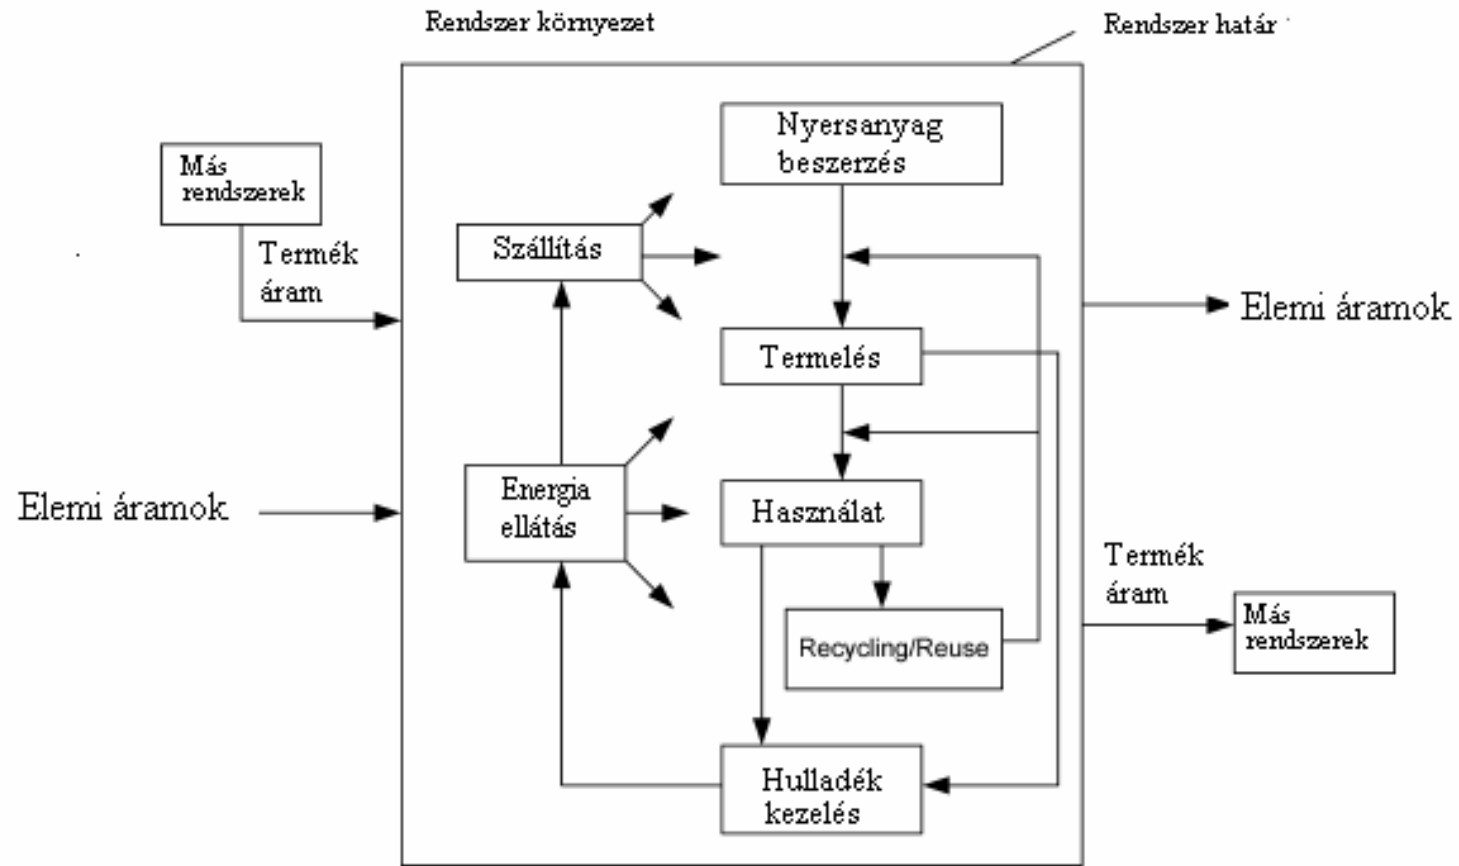 Rendszer környezet
Rendszer határ
Nyersanyag
beszerzés
Más
rendszerek
Termék
áram
Szállítás
Elemi áramok
Termelés
Energia
ellátás
Elemi áramok
Használat
Termék
áram
Más
rendszerek
Recycling/Reuse
Hulladék
kezelés